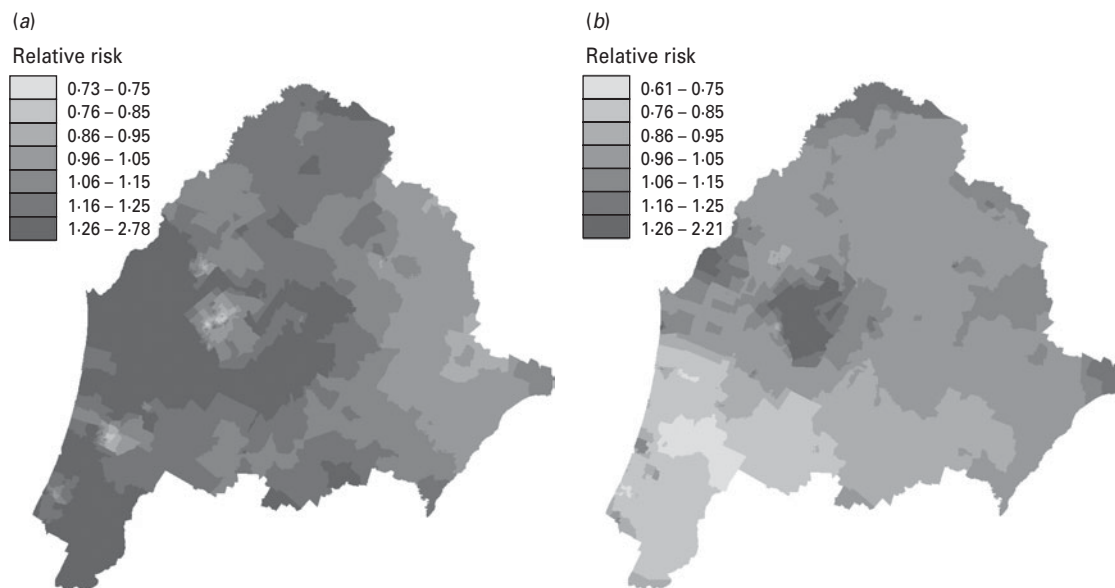 (a)
Relative risk
0·73 – 0·75
0·76 – 0·85
0·86 – 0·95
0·96 – 1·05
1·06 – 1·15
1·16 – 1·25
1·26 – 2·78
(b)
Relative risk
0·61 – 0·75
0·76 – 0·85
0·86 – 0·95
0·96 – 1·05
1·06 – 1·15
1·16 – 1·25
1·26 – 2·21